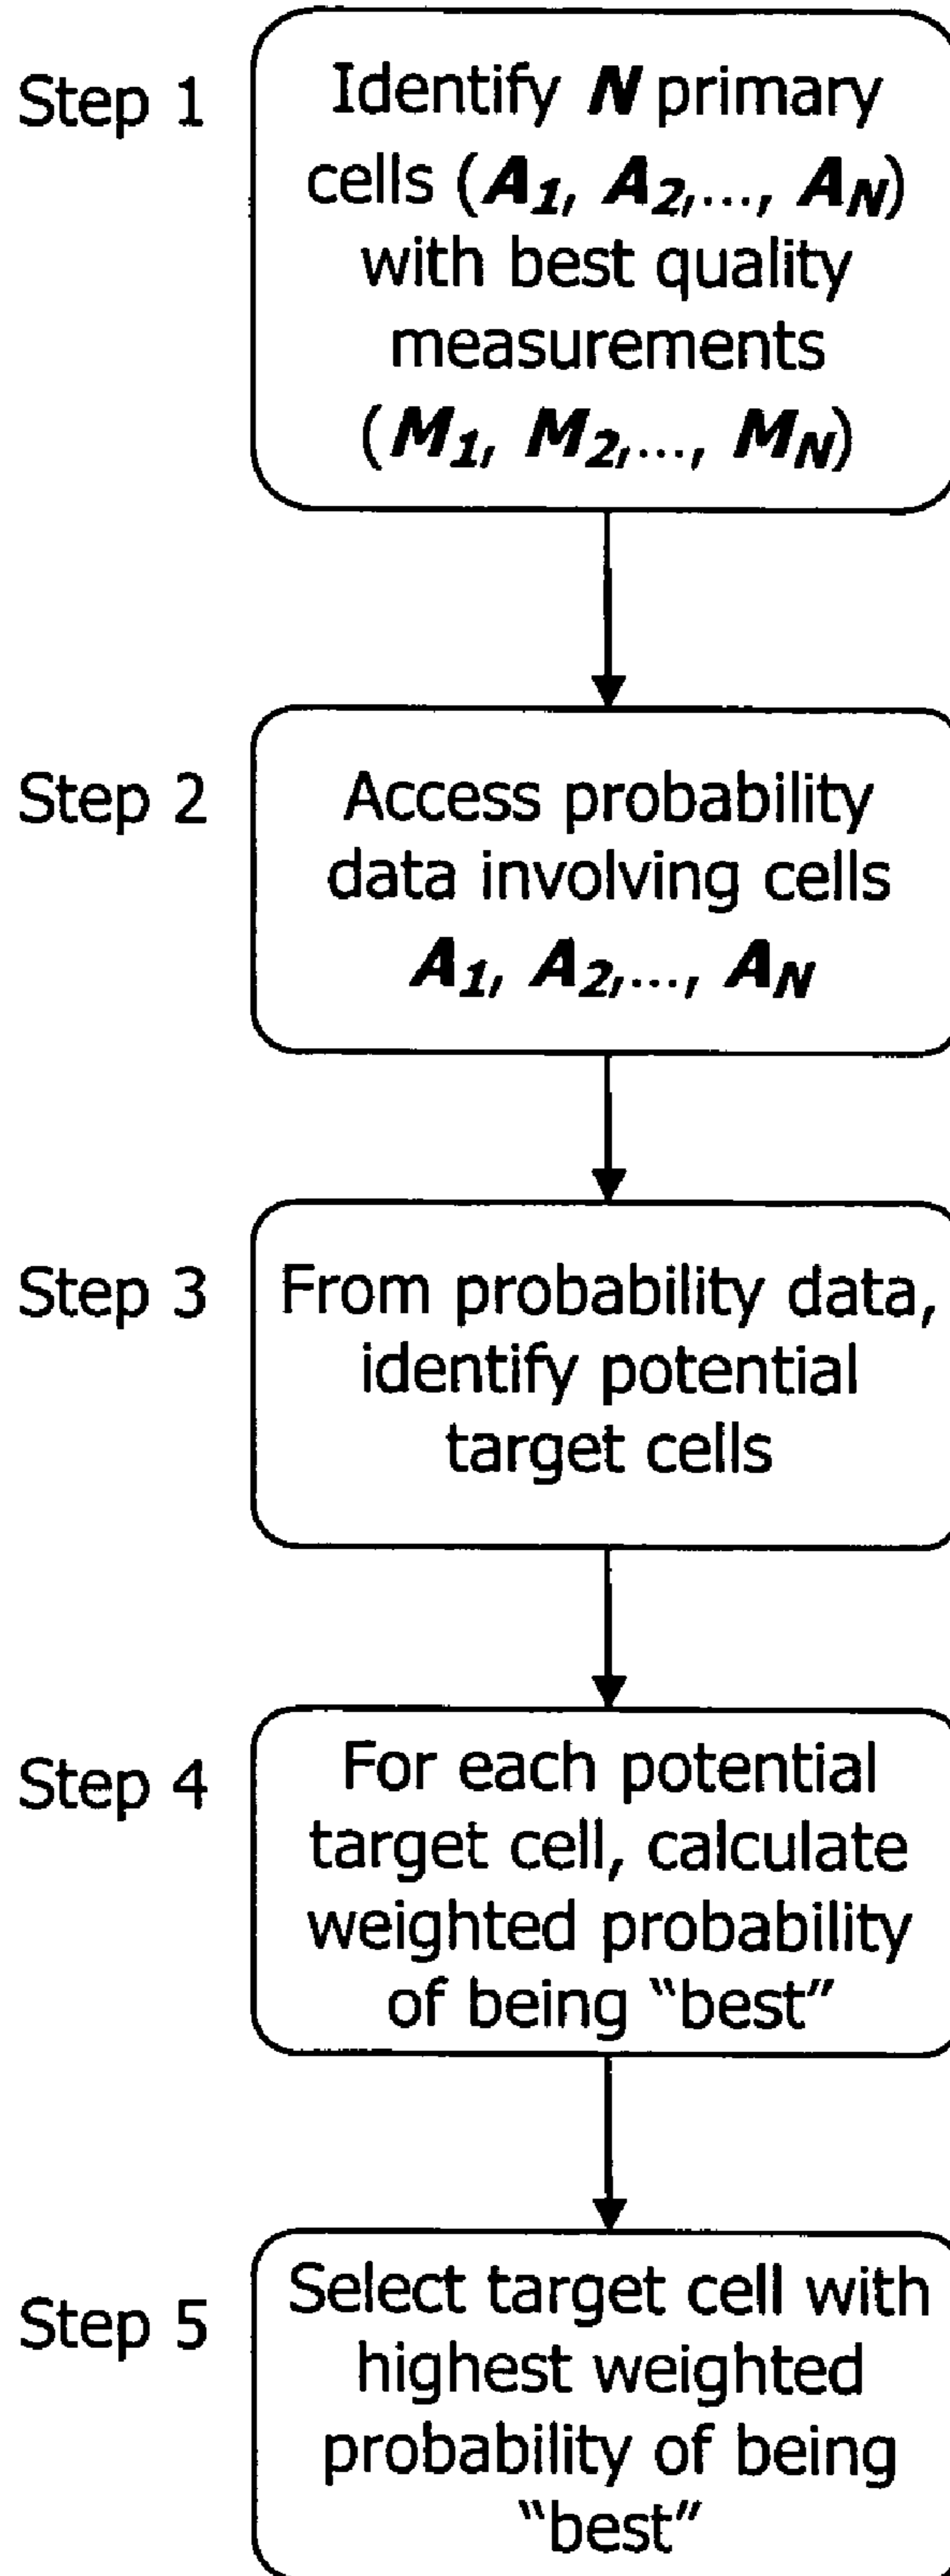 Step 1
Identify N primary
cells (A1, A2,..., AN)
with best quality
measurements
(M1, M2,..., MN)
Step 2
Access probability
data involving cells
A1, A2,..., AN
Step 3
From probability data,
identify potential
target cells
Step 4
For each potential
target cell, calculate
weighted probability
of being “best”
Step 5
Select target cell with
highest weighted
probability of being
“best”